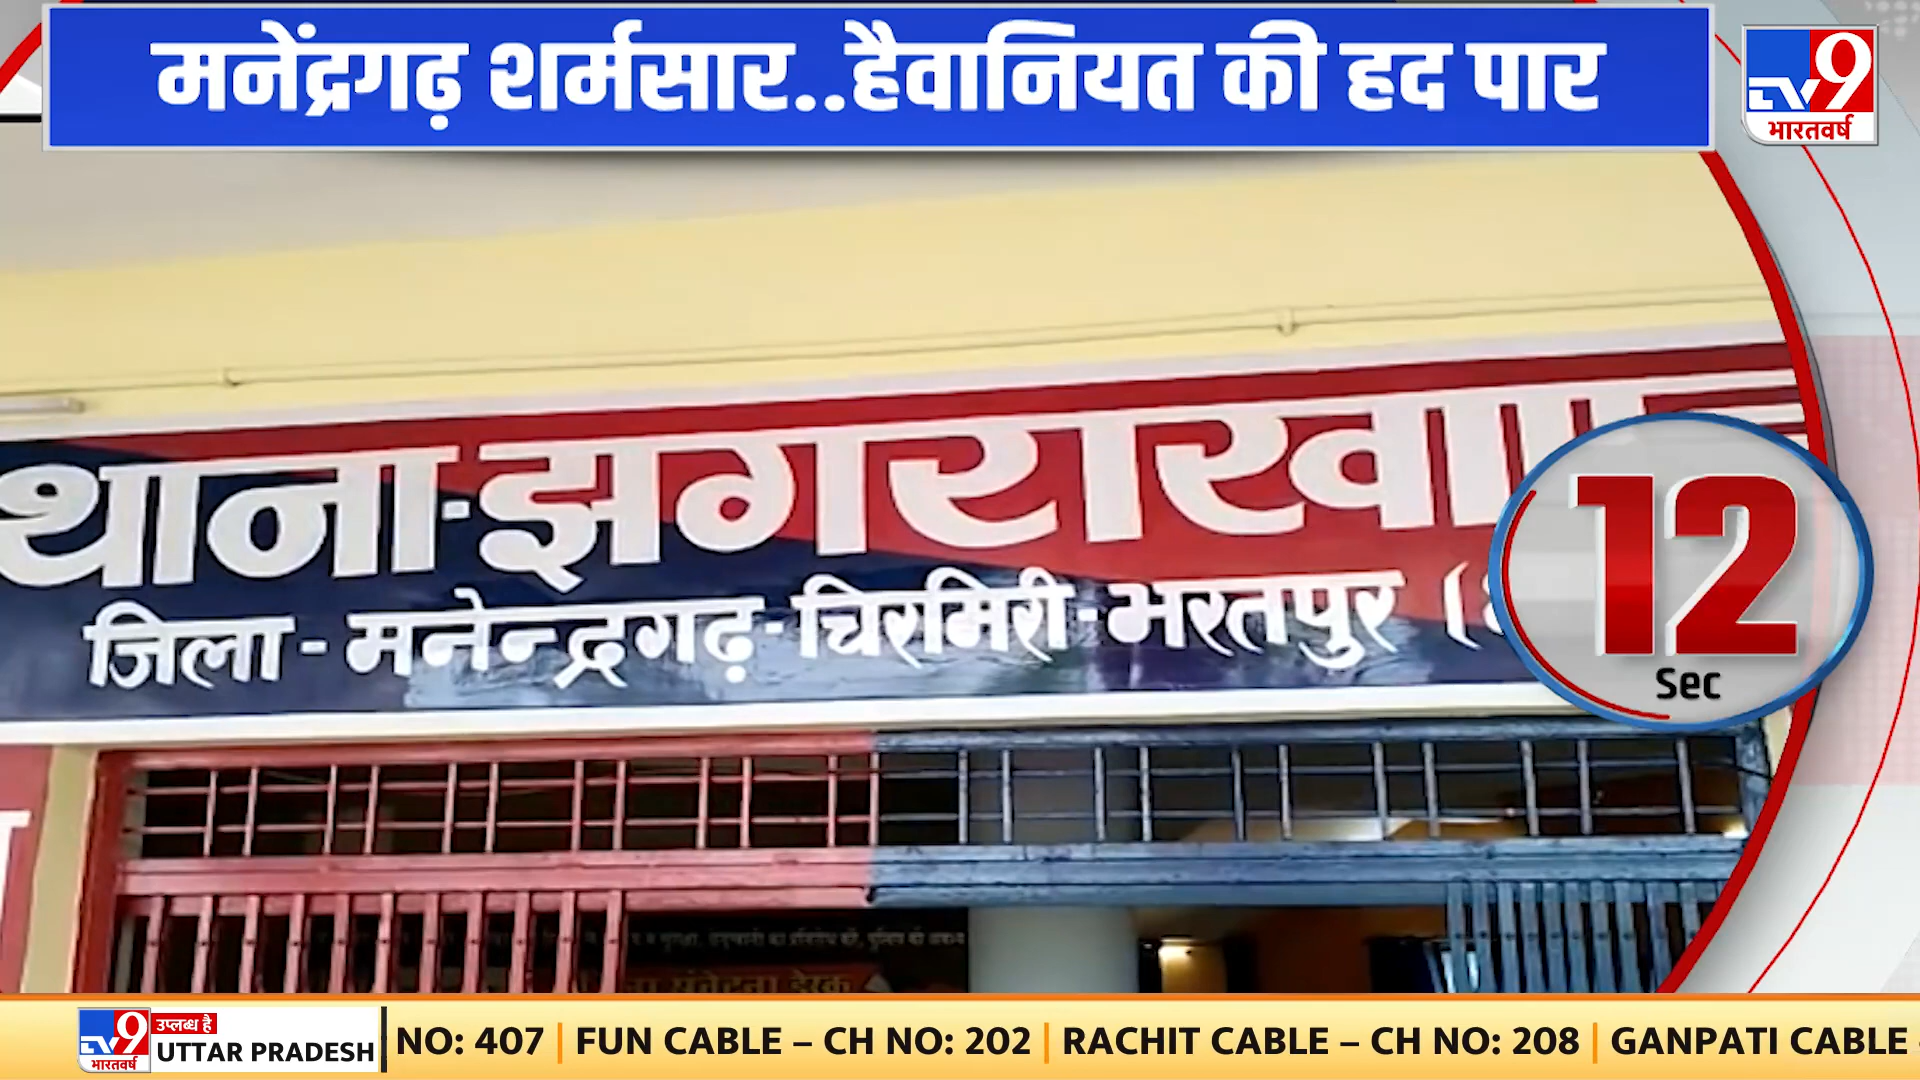 मनेंद्रगढ़ शर्मसार..हैवानियत की हद पार
TV9
भारतवर्ष
थाना-झगराखा
जिला - मनेन्द्रगढ़-चिरमिरी-भरतपुर (
12
Sec
संवेदना डेस्क
TV9
भारतवर्ष
उपलब्ध है
UTTAR PRADESH
NO: 407 | FUN CABLE – CH NO: 202 | RACHIT CABLE – CH NO: 208 | GANPATI CABLE